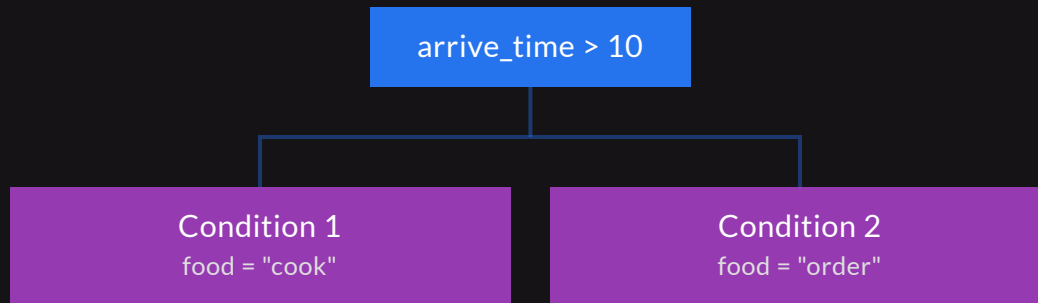 arrive_time > 10
Condition 1
food = "cook"
Condition 2
food = "order"